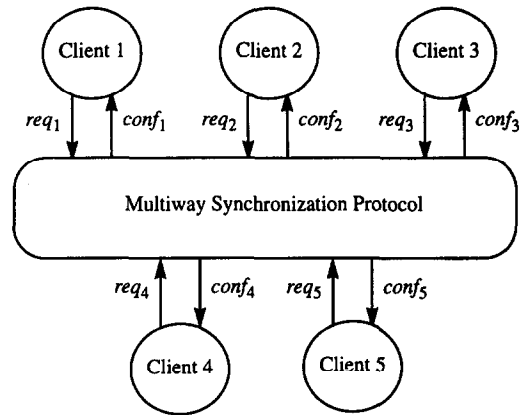 Client 1
Client 2
Client 3
req1
conf1
req2
conf2
req3
conf3
Multiway Synchronization Protocol
req4
conf4
req5
conf5
Client 4
Client 5